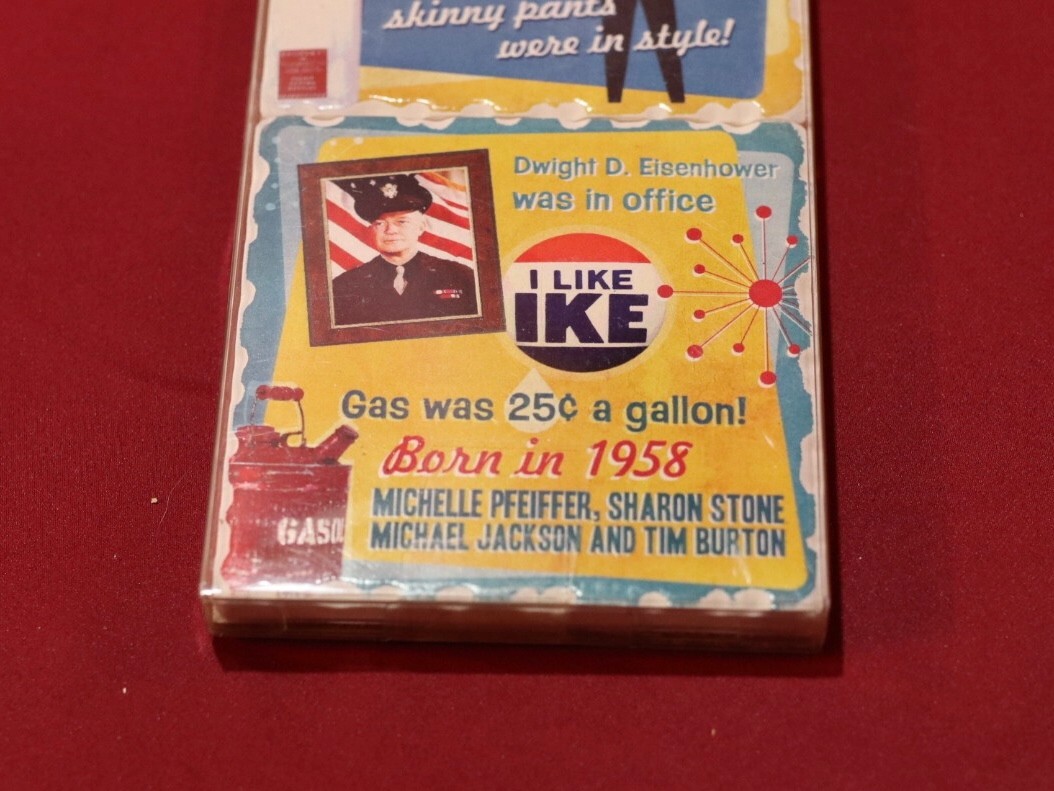 skinny pants
were in style!
Dwight D. Eisenhower
was in office
I LIKE
IKE
Gas was 25¢ a gallon!
Born in 1958
MICHELLE PFEIFFER, SHARON STONE
MICHAEL JACKSON AND TIM BURTON